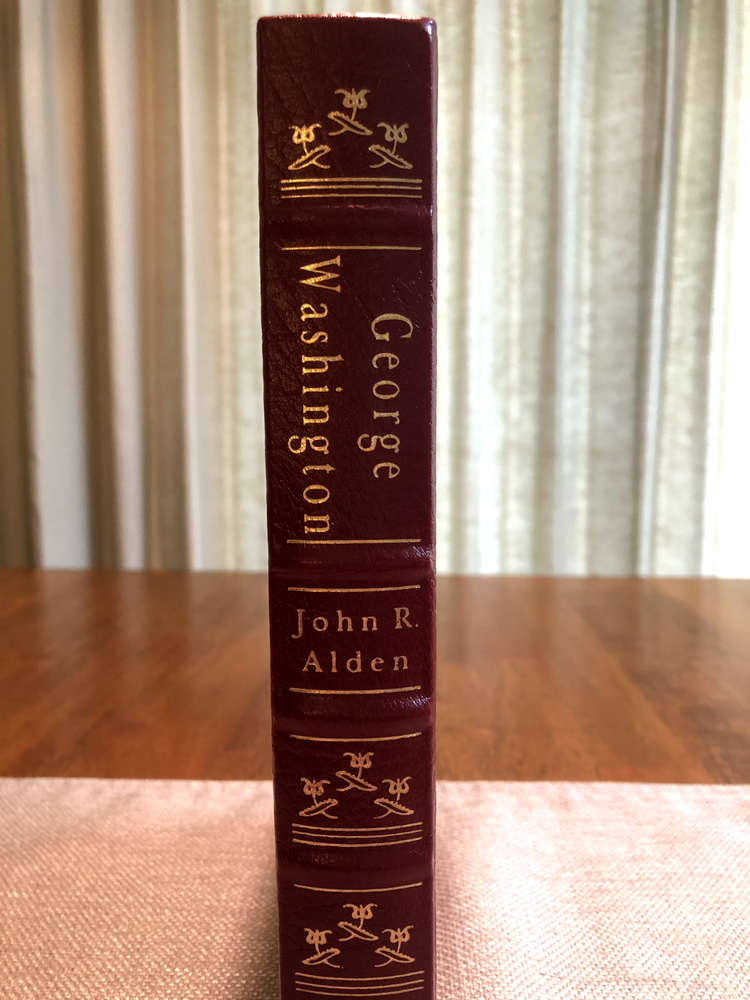 George
Washington
John R.
Alden